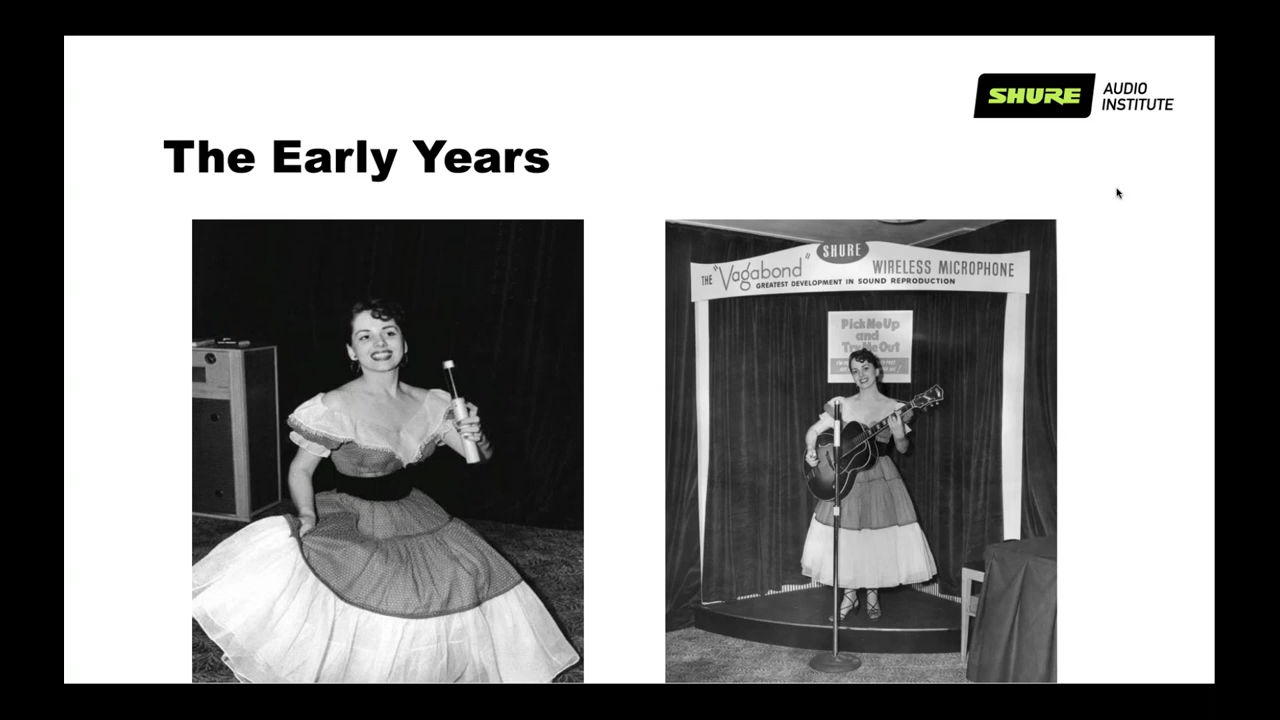 SHURE AUDIO
INSTITUTE
The Early Years
SHURE
THE "Vagabond" WIRELESS MICROPHONE
GREATEST DEVELOPMENT IN SOUND REPRODUCTION
Pick Me Up
and
Try Me Out